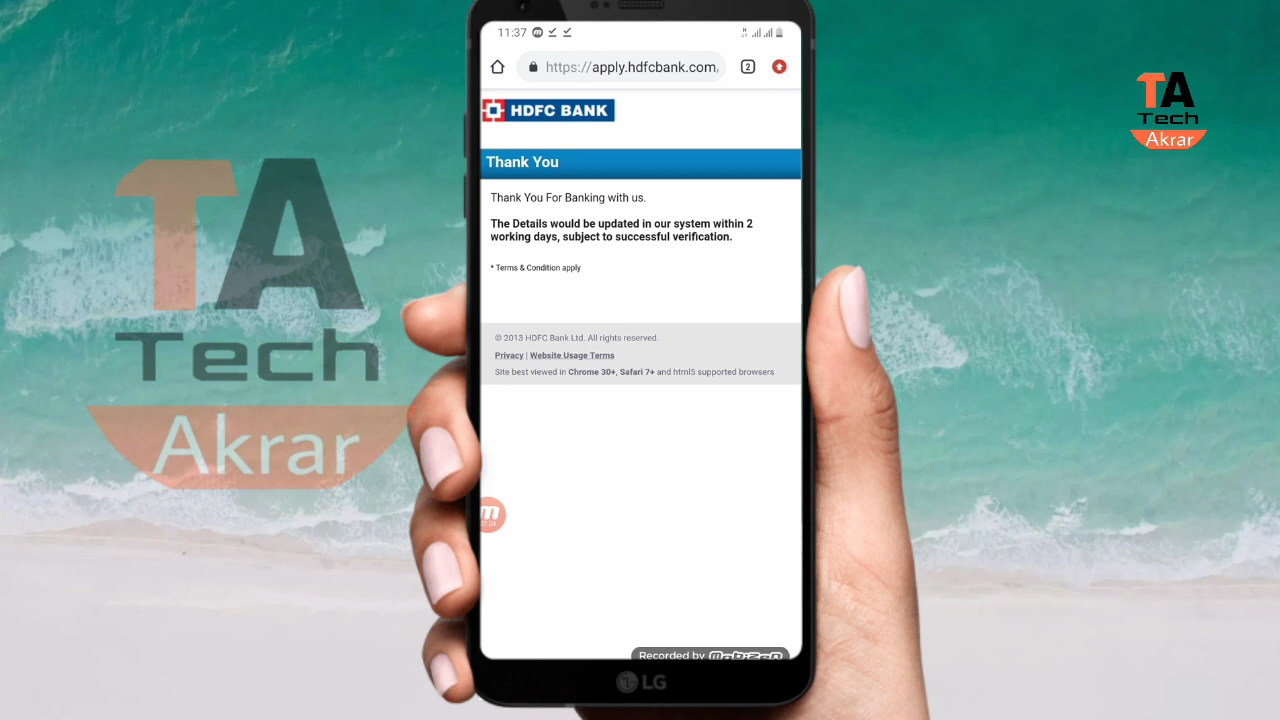 11:37
2
https://apply.hdfcbank.com/
HDFC BANK
Thank You
Thank You For Banking with us.
The Details would be updated in our system within 2
working days, subject to successful verification.
* Terms & Condition apply
© 2013 HDFC Bank Ltd. All rights reserved.
Privacy | Website Usage Terms
Site best viewed in Chrome 30+, Safari 7+ and html5 supported browsers
07:04
Recorded by mobizen
LG
TA
Tech
Akrar
TA
Tech
Akrar